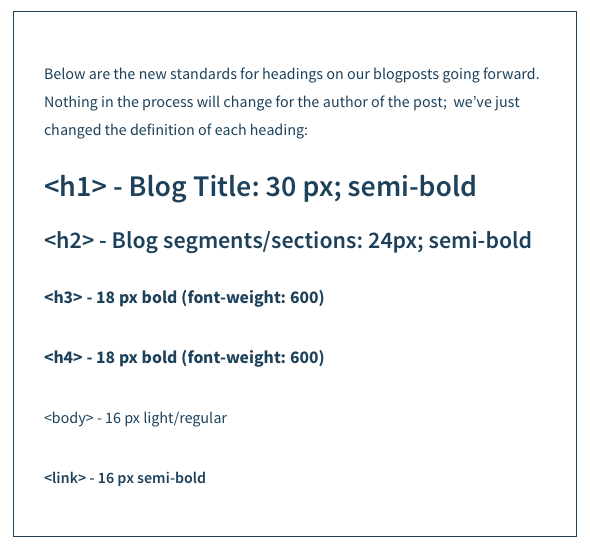 Below are the new standards for headings on our blogposts going forward.
Nothing in the process will change for the author of the post;  we’ve just
changed the definition of each heading:
<h1> - Blog Title: 30 px; semi-bold
<h2> - Blog segments/sections: 24px; semi-bold
<h3> - 18 px bold (font-weight: 600)
<h4> - 18 px bold (font-weight: 600)
<body> - 16 px light/regular
<link> - 16 px semi-bold